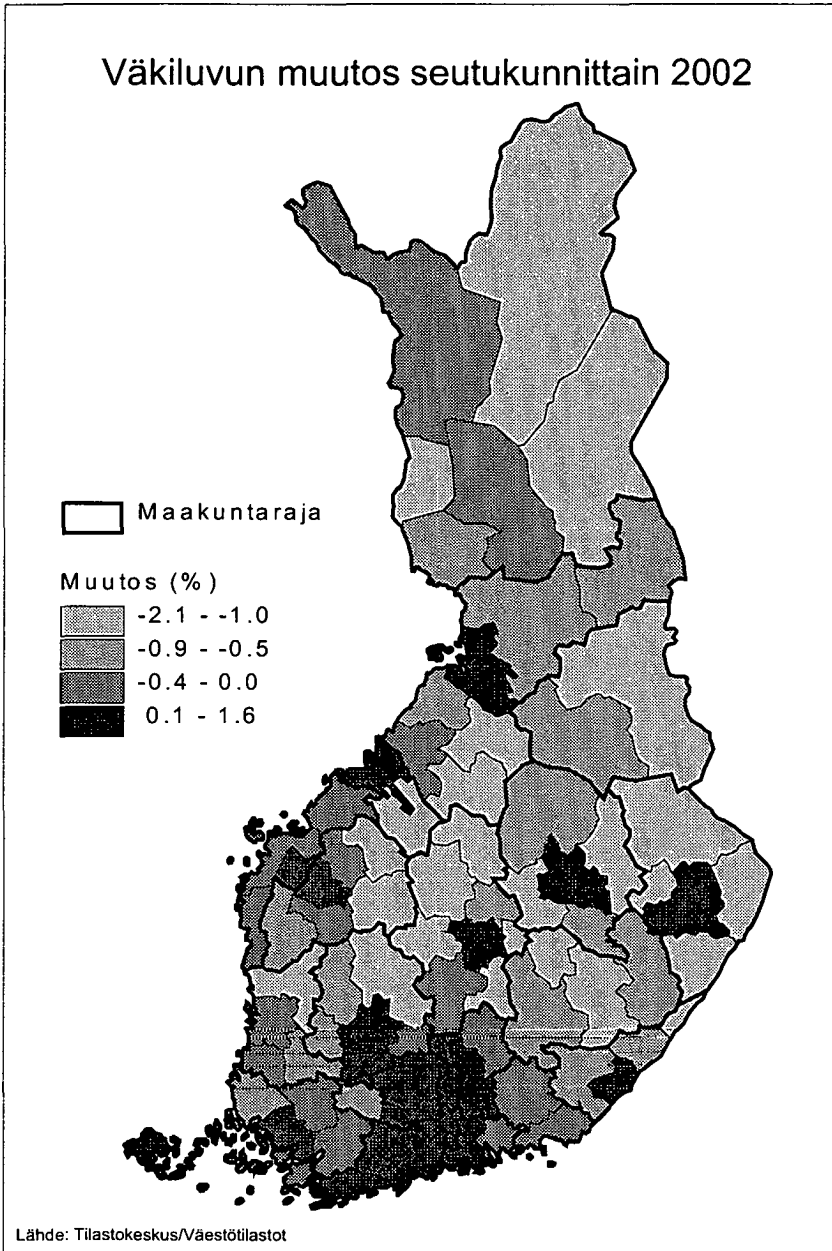 Väkiluvun muutos seutukunnittain 2002
Maakuntaraja
Muutos (%)
-2.1 - -1.0
-0.9 - -0.5
-0.4 - 0.0
0.1 - 1.6
Lähde: Tilastokeskus/Väestötilastot